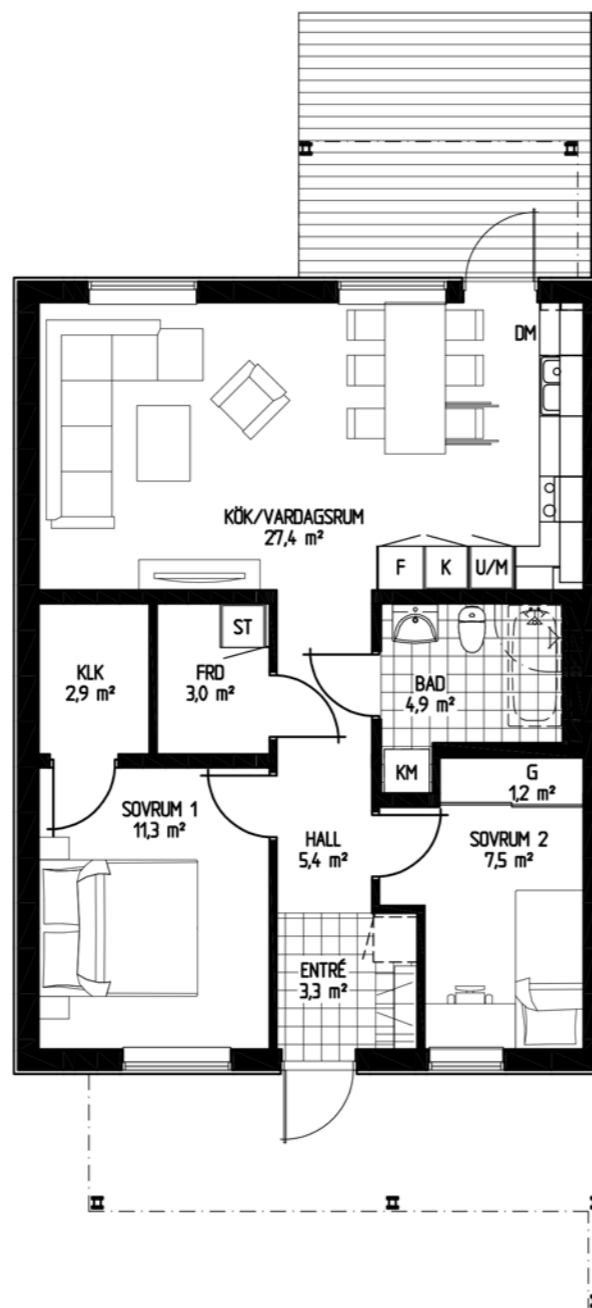 DM
KÖK/VARDAGSRUM
27,4 m²
F
K
U/M
ST
KLK
2,9 m²
FRD
3,0 m²
BAD
4,9 m²
KM
G
1,2 m²
SOVRUM 1
11,3 m²
HALL
5,4 m²
SOVRUM 2
7,5 m²
ENTRÉ
3,3 m²